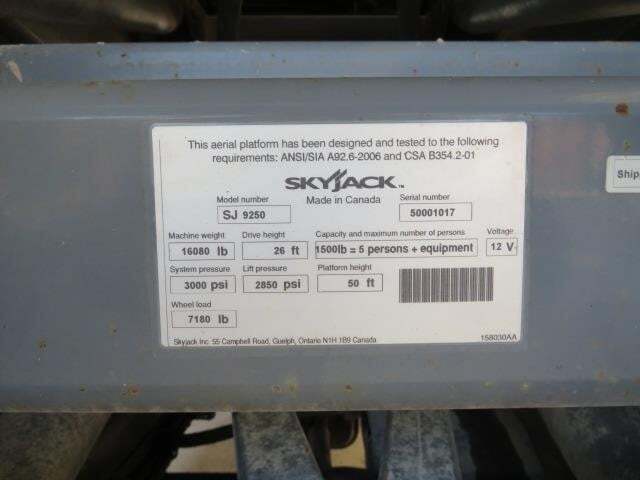 This aerial platform has been designed and tested to the following
requirements: ANSI/SIA A92.6-2006 and CSA B354.2-01
SKYJACK™
Model number Made in Canada Serial number
SJ 9250 50001017
Machine weight Drive height Capacity and maximum number of persons Voltage
16080 lb 26 ft 1500lb = 5 persons + equipment 12 V
System pressure Lift pressure Platform height
3000 psi 2850 psi 50 ft
Wheel load
7180 lb
Skyjack Inc. 55 Campbell Road, Guelph, Ontario N1H 1B9 Canada 158030AA
Ship